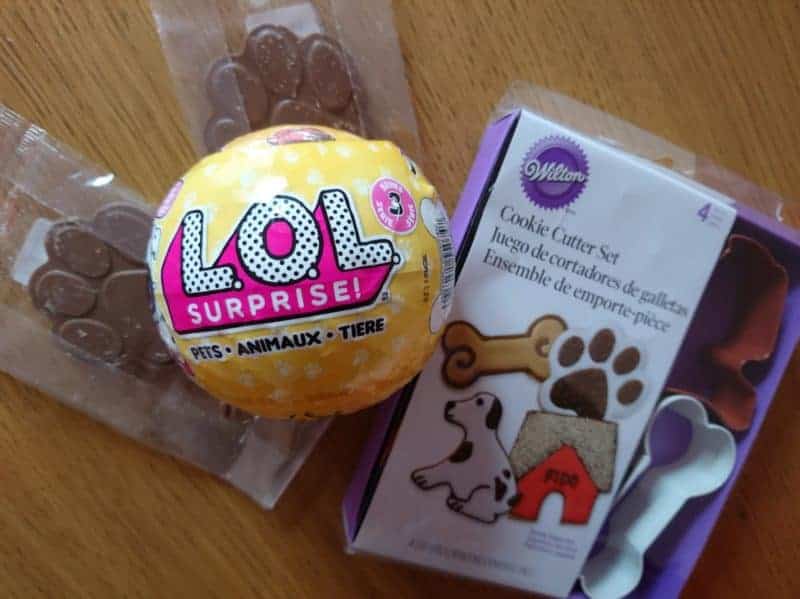 L.O.L.
SURPRISE!
PETS • ANIMAUX • TIERE
3
Wilton
4
Cookie Cutter Set
Juego de cortadores de galletas
Ensemble de emporte-pièce
FIDO